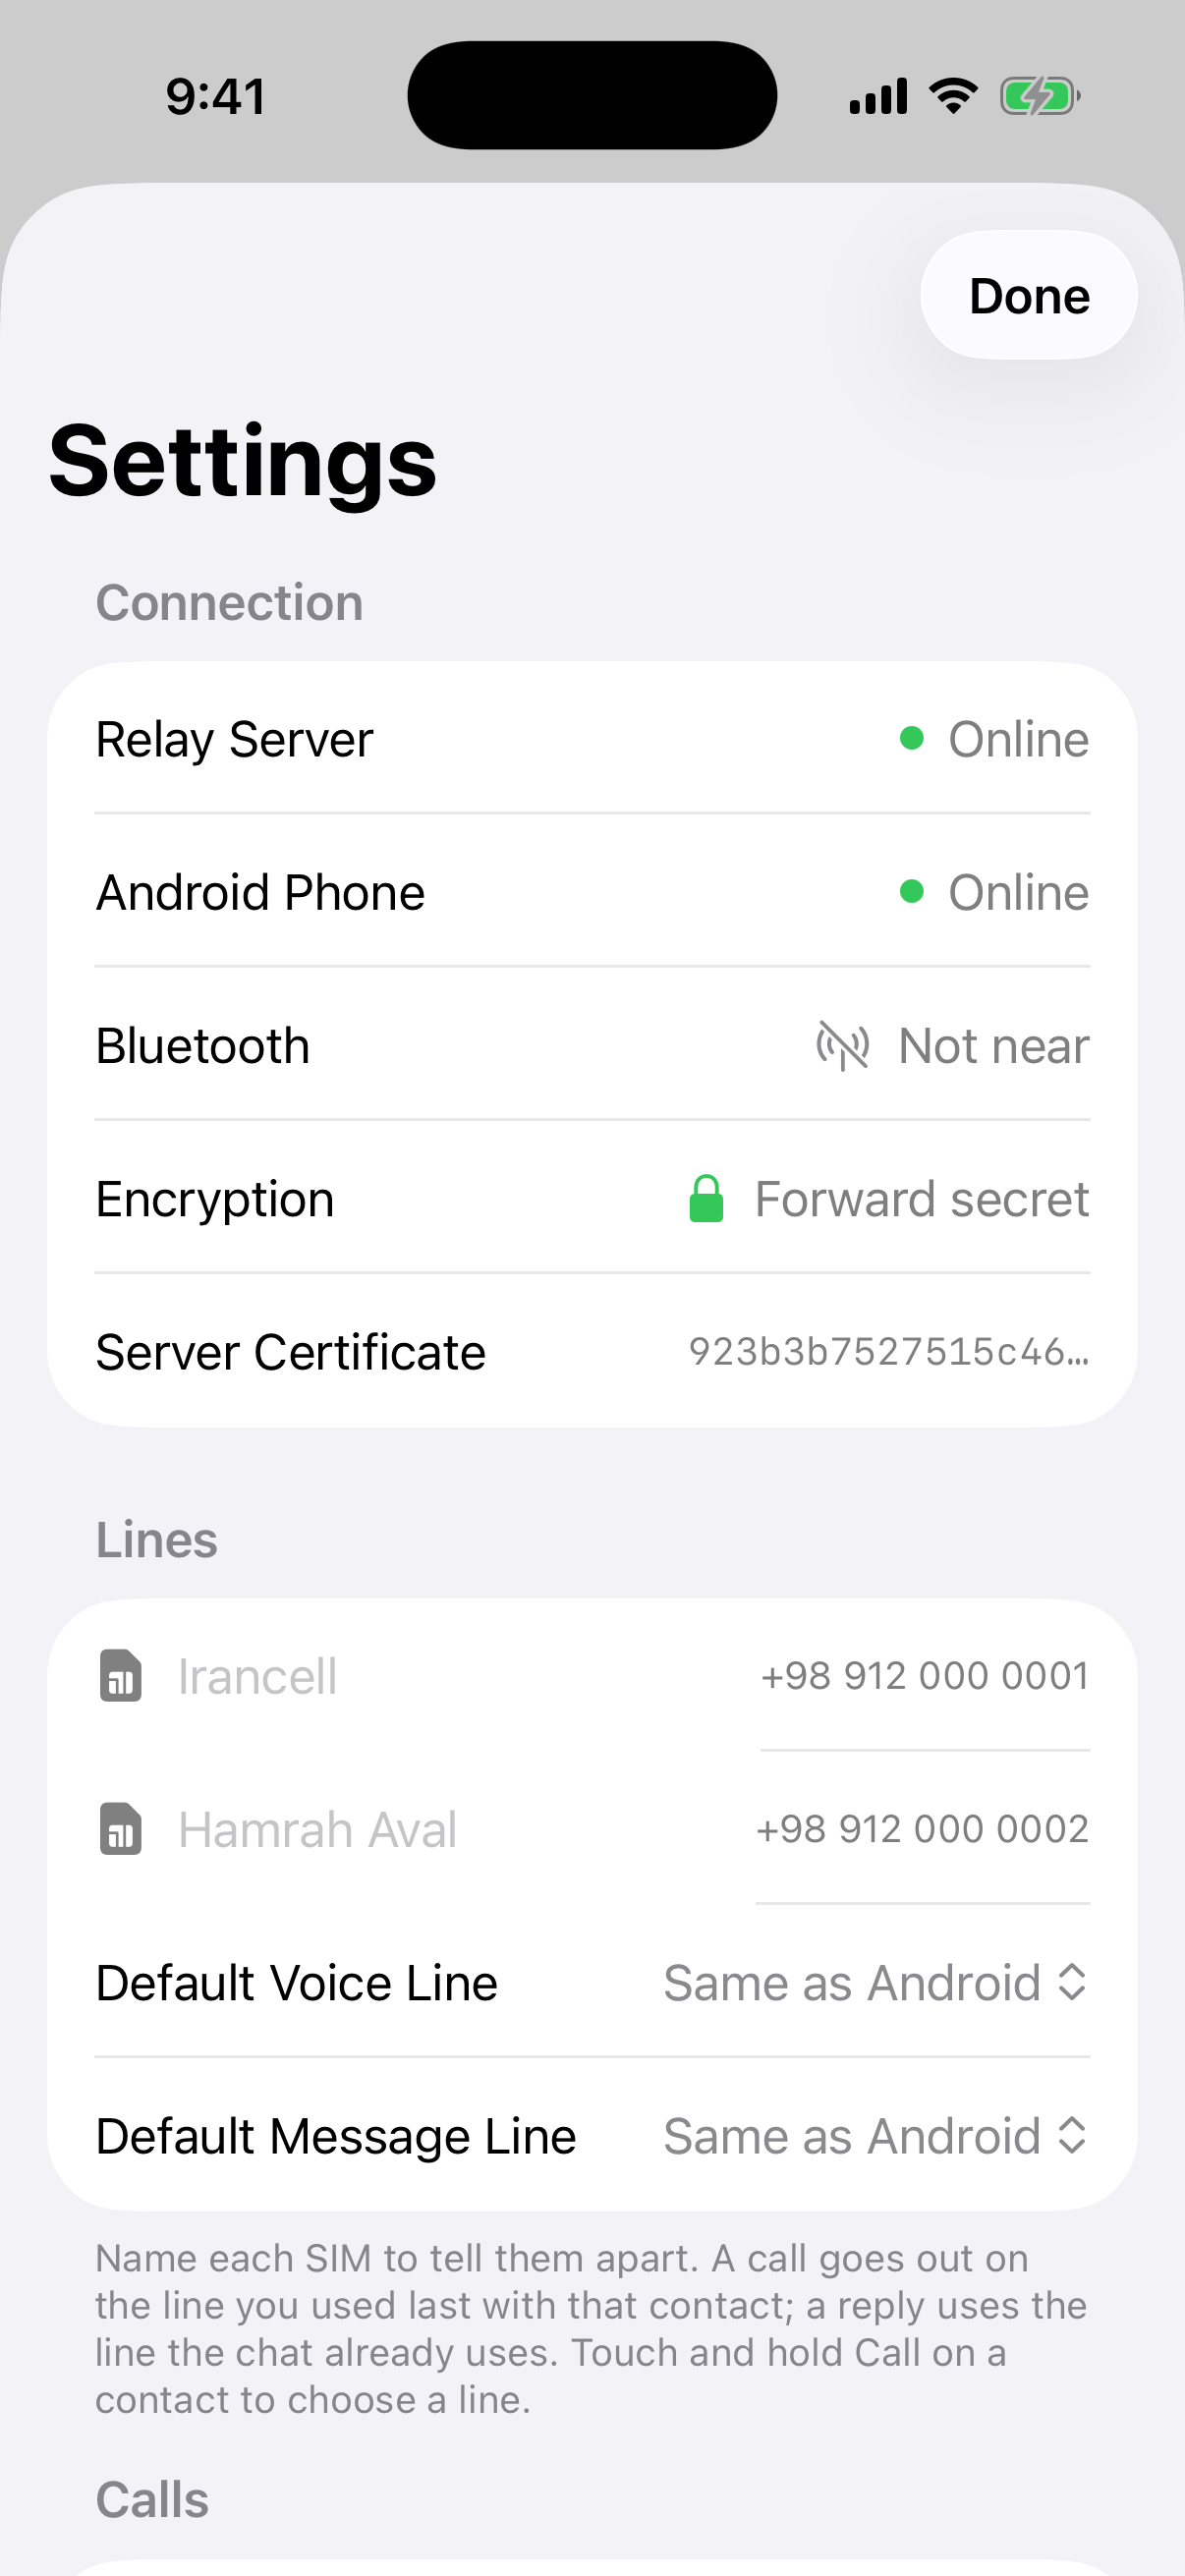 9:41
Done
Settings
Connection
Relay Server Online
Android Phone Online
Bluetooth Not near
Encryption Forward secret
Server Certificate 923b3b7527515c46…
Lines
Irancell +98 912 000 0001
Hamrah Aval +98 912 000 0002
Default Voice Line Same as Android
Default Message Line Same as Android
Name each SIM to tell them apart. A call goes out on
the line you used last with that contact; a reply uses the
line the chat already uses. Touch and hold Call on a
contact to choose a line.
Calls